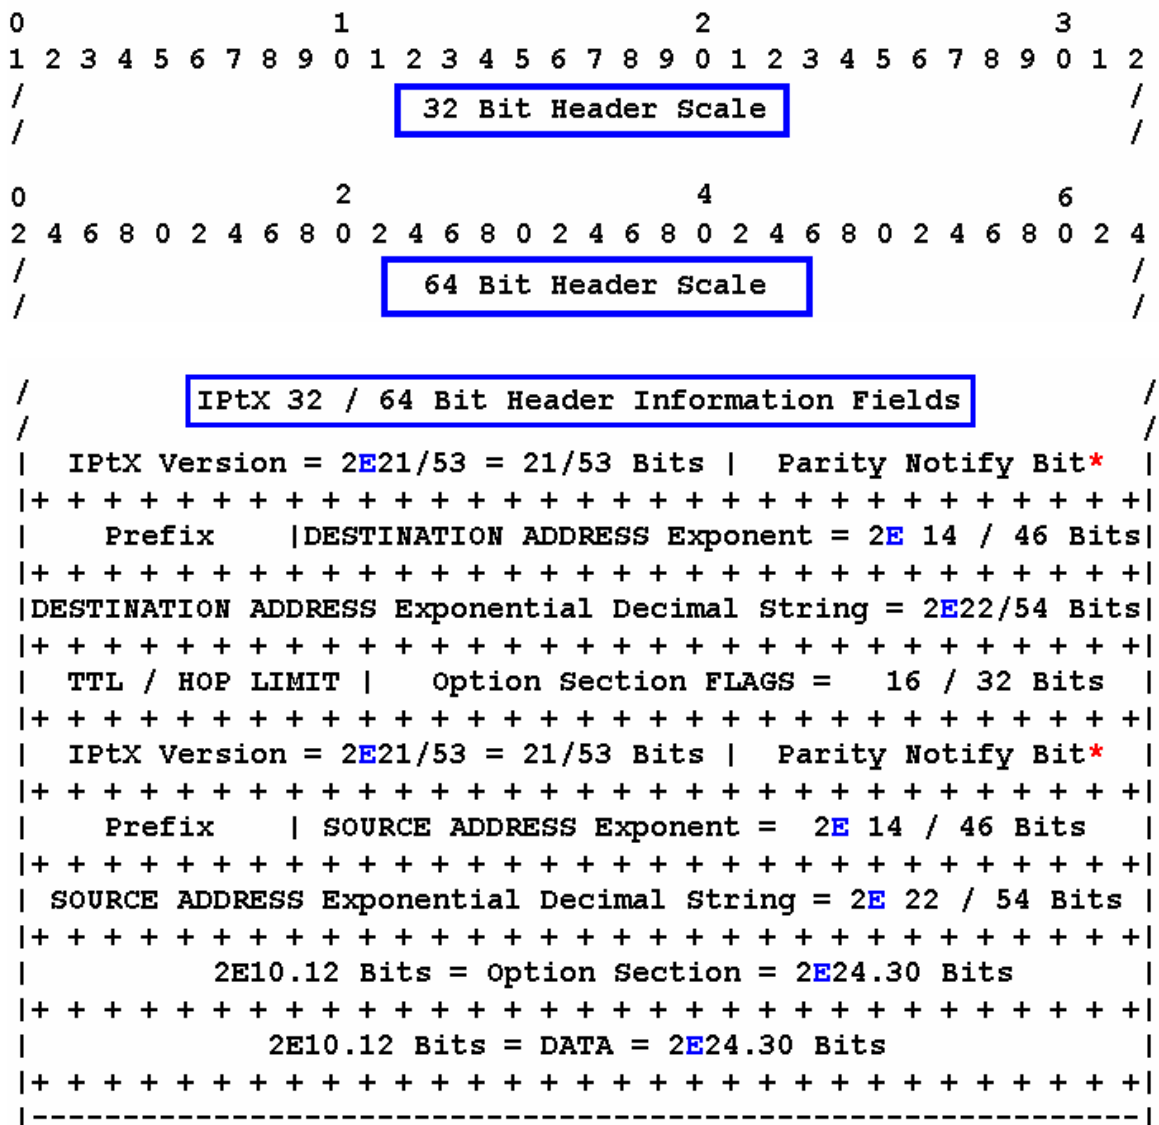 0 1 2 3
1 2 3 4 5 6 7 8 9 0 1 2 3 4 5 6 7 8 9 0 1 2 3 4 5 6 7 8 9 0 1 2
/ 32 Bit Header Scale /
/ /
0 2 4 6
2 4 6 8 0 2 4 6 8 0 2 4 6 8 0 2 4 6 8 0 2 4 6 8 0 2 4 6 8 0 2 4
/ 64 Bit Header Scale /
/ /
/ IPtX 32 / 64 Bit Header Information Fields /
/ /
| IPtX Version = 2E21/53 = 21/53 Bits | Parity Notify Bit* |
|+ + + + + + + + + + + + + + + + + + + + + + + + + + + + + + +|
| Prefix |DESTINATION ADDRESS Exponent = 2E 14 / 46 Bits|
|+ + + + + + + + + + + + + + + + + + + + + + + + + + + + + + +|
|DESTINATION ADDRESS Exponential Decimal String = 2E22/54 Bits|
|+ + + + + + + + + + + + + + + + + + + + + + + + + + + + + + +|
| TTL / HOP LIMIT | Option Section FLAGS = 16 / 32 Bits |
|+ + + + + + + + + + + + + + + + + + + + + + + + + + + + + + +|
| IPtX Version = 2E21/53 = 21/53 Bits | Parity Notify Bit* |
|+ + + + + + + + + + + + + + + + + + + + + + + + + + + + + + +|
| Prefix | SOURCE ADDRESS Exponent = 2E 14 / 46 Bits |
|+ + + + + + + + + + + + + + + + + + + + + + + + + + + + + + +|
| SOURCE ADDRESS Exponential Decimal String = 2E 22 / 54 Bits |
|+ + + + + + + + + + + + + + + + + + + + + + + + + + + + + + +|
| 2E10.12 Bits = Option Section = 2E24.30 Bits |
|+ + + + + + + + + + + + + + + + + + + + + + + + + + + + + + +|
| 2E10.12 Bits = DATA = 2E24.30 Bits |
|+ + + + + + + + + + + + + + + + + + + + + + + + + + + + + + +|
|-------------------------------------------------------------|